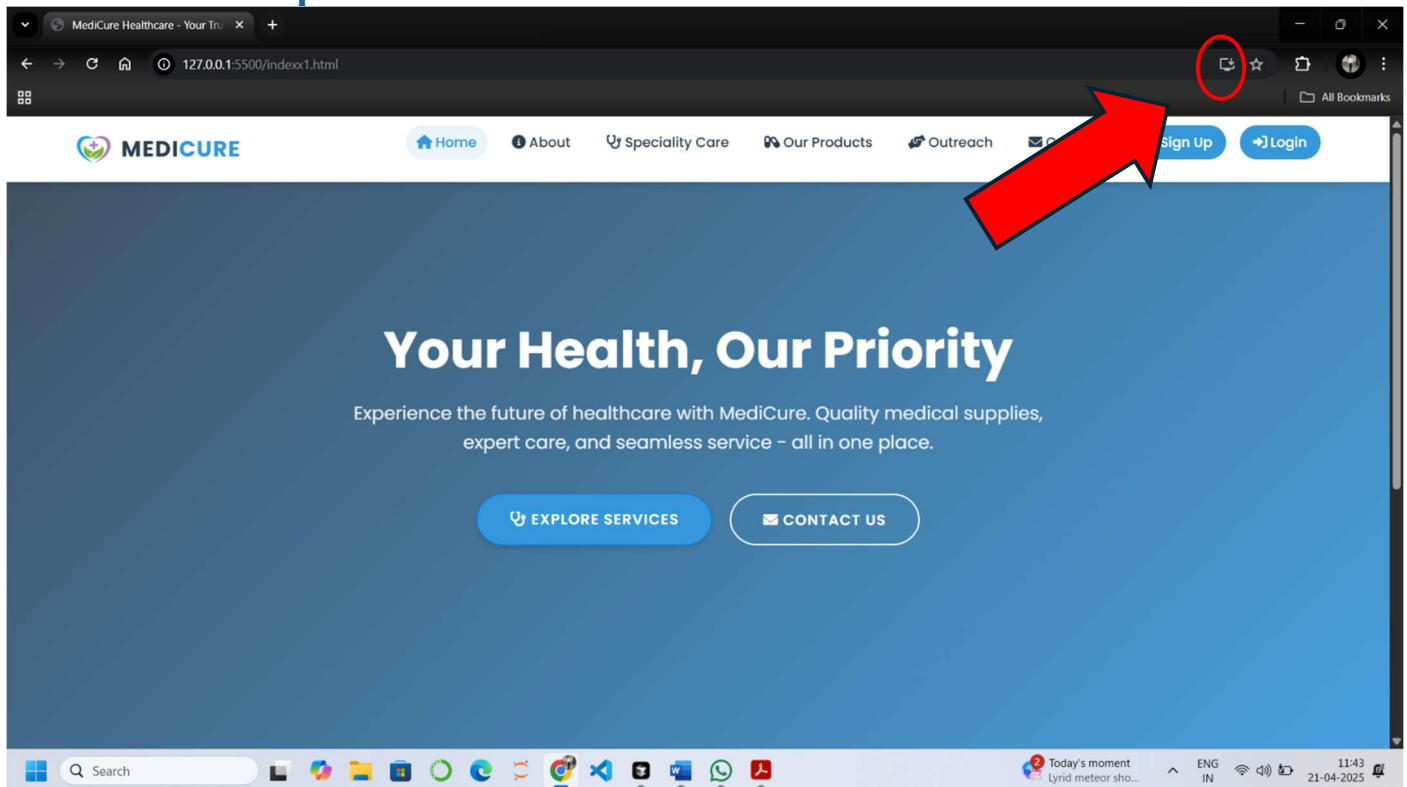 MediCure Healthcare - Your Tru
127.0.0.1:5500/indexx1.html
All Bookmarks
MEDICURE
Home About Speciality Care Our Products Outreach Sign Up Login
Your Health, Our Priority
Experience the future of healthcare with MediCure. Quality medical supplies,
expert care, and seamless service - all in one place.
EXPLORE SERVICES CONTACT US
Search
2 Today's moment
Lyrid meteor sho...
ENG
IN
11:43
21-04-2025